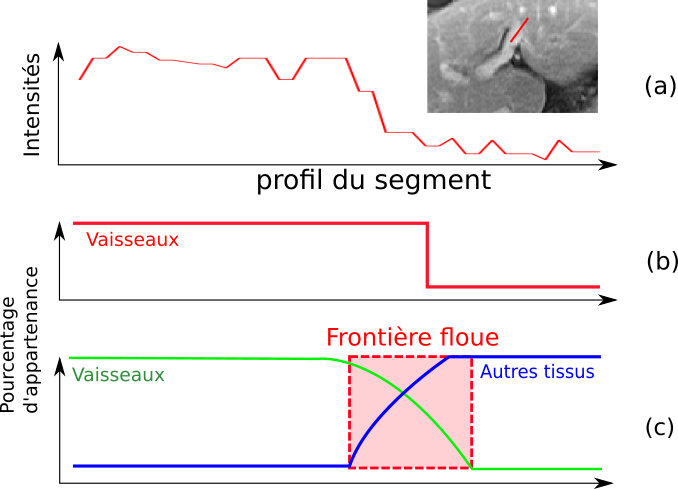 Intensités
(a)
profil du segment
Vaisseaux
(b)
Pourcentage
d'appartenance
Frontière floue
Vaisseaux
Autres tissus
(c)